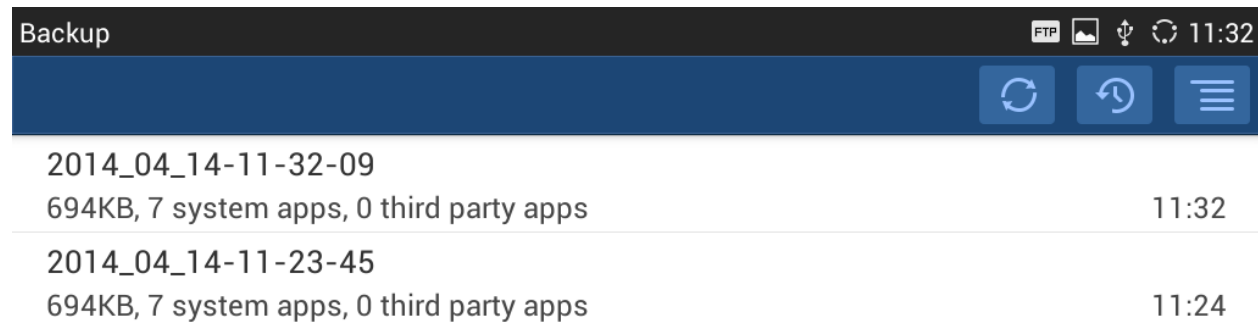 Backup FTP 11:32
2014_04_14-11-32-09
694KB, 7 system apps, 0 third party apps 11:32
2014_04_14-11-23-45
694KB, 7 system apps, 0 third party apps 11:24